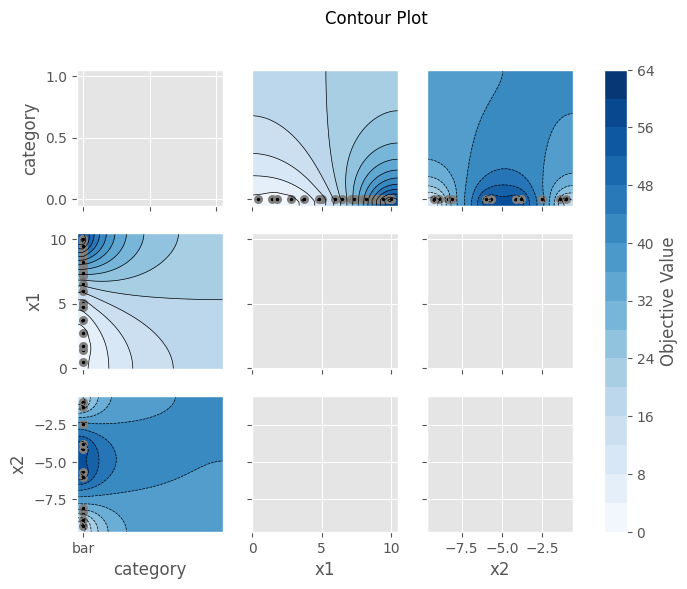 Contour Plot
category
1.0
0.5
0.0
x1
10
5
0
x2
−2.5
−5.0
−7.5
bar
category
0 5 10
x1
−7.5 −5.0 −2.5
x2
64
56
48
40
32
24
16
8
0
Objective Value